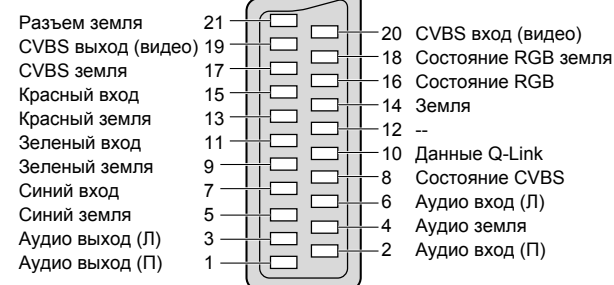 Разъем земля 21
CVBS выход (видео) 19
CVBS земля 17
Красный вход 15
Красный земля 13
Зеленый вход 11
Зеленый земля 9
Синий вход 7
Синий земля 5
Аудио выход (Л) 3
Аудио выход (П) 1
20 CVBS вход (видео)
18 Состояние RGB земля
16 Состояние RGB
14 Земля
12 --
10 Данные Q-Link
8 Состояние CVBS
6 Аудио вход (Л)
4 Аудио земля
2 Аудио вход (П)